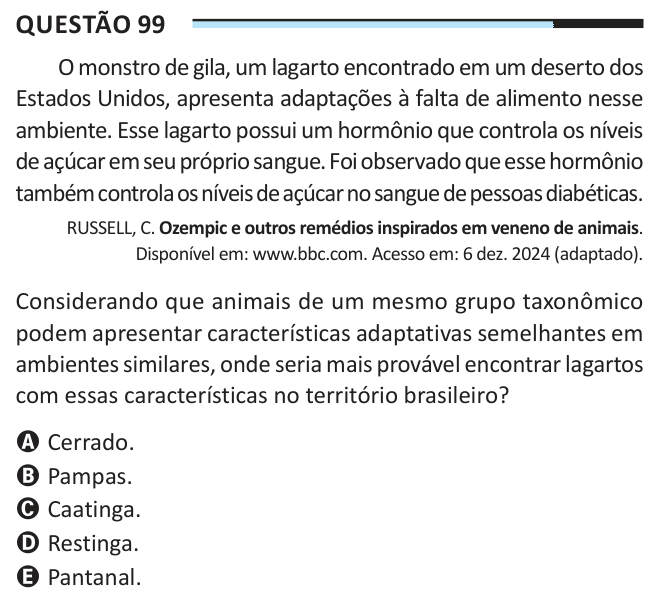 QUESTÃO 99
O monstro de gila, um lagarto encontrado em um deserto dos
Estados Unidos, apresenta adaptações à falta de alimento nesse
ambiente. Esse lagarto possui um hormônio que controla os níveis
de açúcar em seu próprio sangue. Foi observado que esse hormônio
também controla os níveis de açúcar no sangue de pessoas diabéticas.
RUSSELL, C. Ozempic e outros remédios inspirados em veneno de animais.
Disponível em: www.bbc.com. Acesso em: 6 dez. 2024 (adaptado).
Considerando que animais de um mesmo grupo taxonômico
podem apresentar características adaptativas semelhantes em
ambientes similares, onde seria mais provável encontrar lagartos
com essas características no território brasileiro?
A Cerrado.
B Pampas.
C Caatinga.
D Restinga.
E Pantanal.